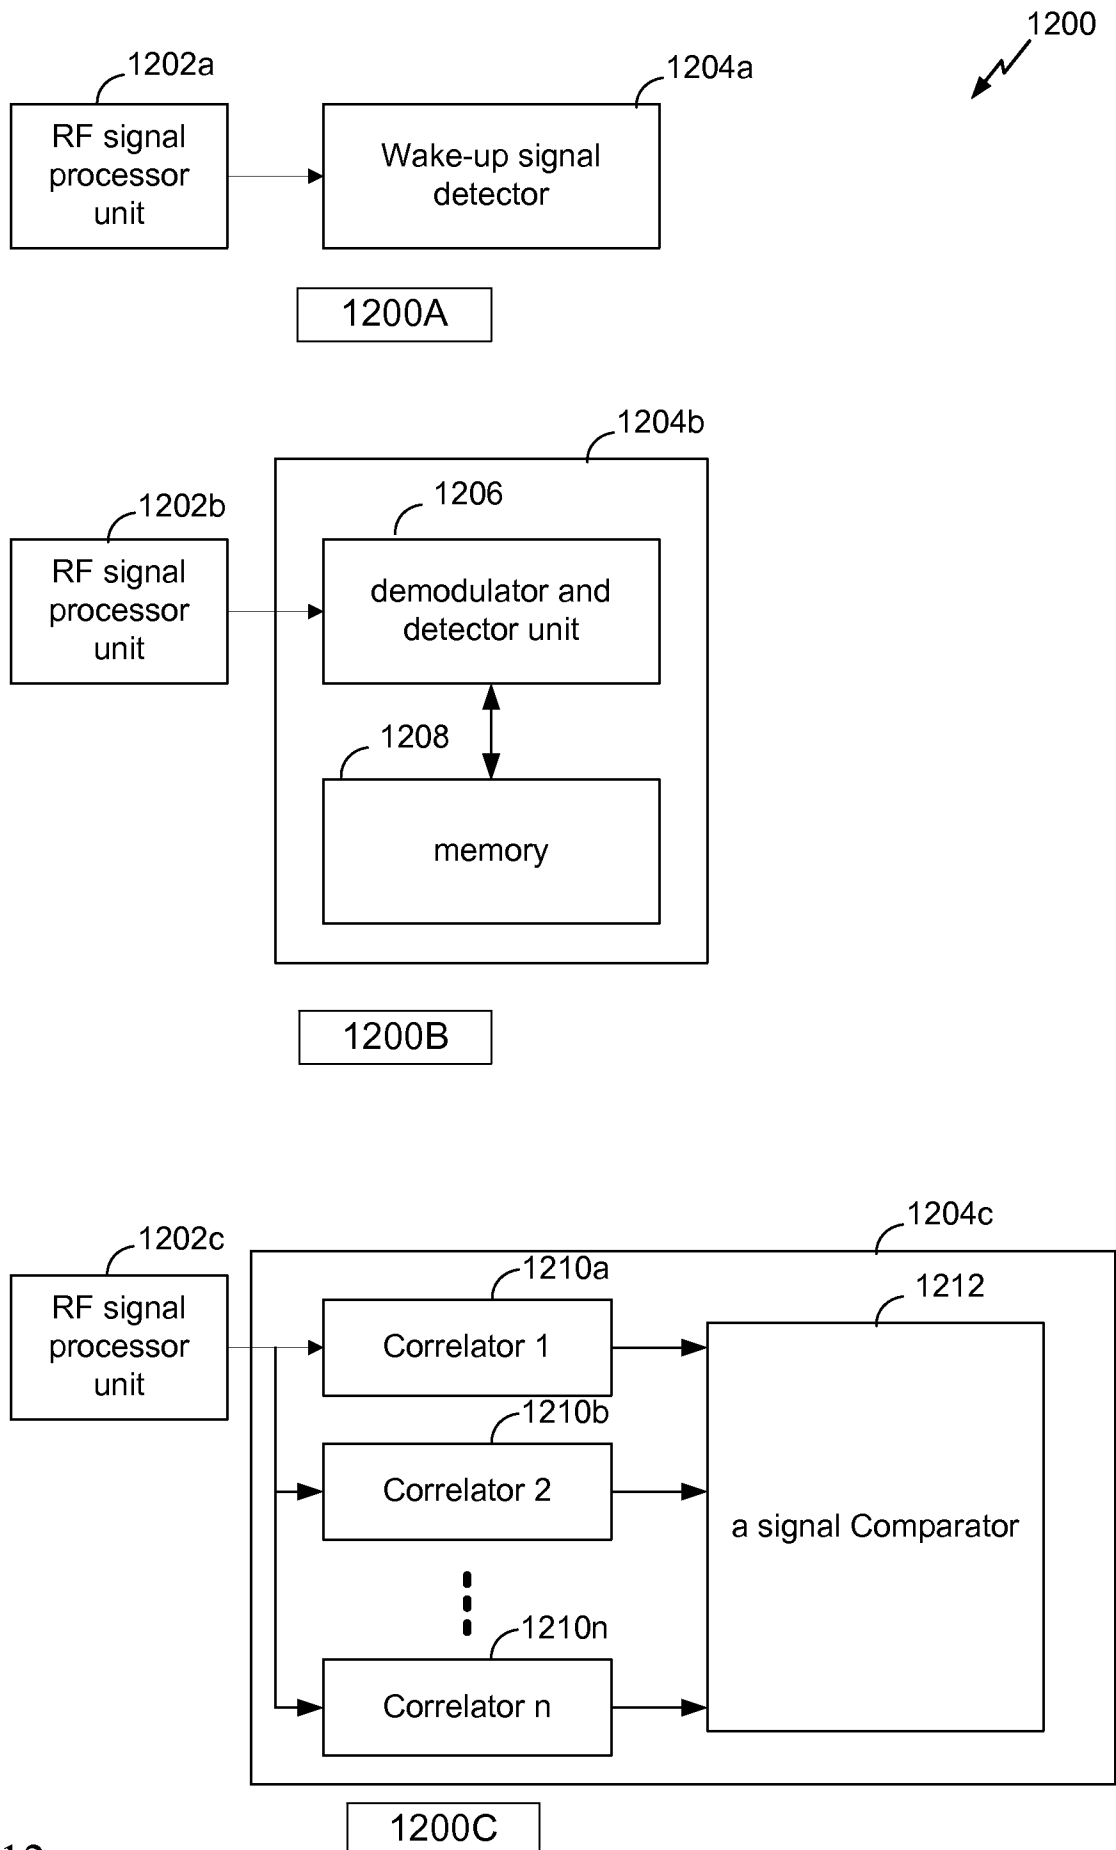 1200
1202a
1204a
RF signal
processor
unit
Wake-up signal
detector
1200A
1204b
1202b
1206
RF signal
processor
unit
demodulator and
detector unit
1208
memory
1200B
1204c
1202c
1210a
1212
RF signal
processor
unit
Correlator 1
1210b
Correlator 2
a signal Comparator
1210n
Correlator n
1200C